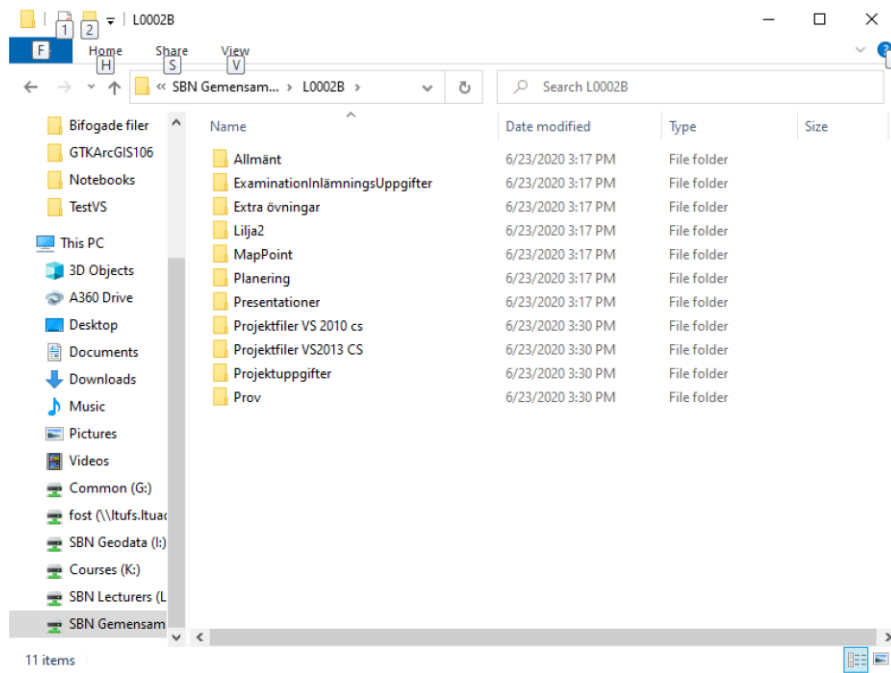 L0002B
1 2
F Home Share View
H S V
« SBN Gemensam... › L0002B ›
Search L0002B
Bifogade filer
GTKArcGIS106
Notebooks
TestVS
This PC
3D Objects
A360 Drive
Desktop
Documents
Downloads
Music
Pictures
Videos
Common (G:)
fost (\\ltufs.ltuad
SBN Geodata (I:)
Courses (K:)
SBN Lecturers (L
SBN Gemensam
Name Date modified Type Size
Allmänt 6/23/2020 3:17 PM File folder
ExaminationInlämningsUppgifter 6/23/2020 3:17 PM File folder
Extra övningar 6/23/2020 3:17 PM File folder
Lilja2 6/23/2020 3:17 PM File folder
MapPoint 6/23/2020 3:17 PM File folder
Planering 6/23/2020 3:17 PM File folder
Presentationer 6/23/2020 3:17 PM File folder
Projektfiler VS 2010 cs 6/23/2020 3:30 PM File folder
Projektfiler VS2013 CS 6/23/2020 3:30 PM File folder
Projektuppgifter 6/23/2020 3:30 PM File folder
Prov 6/23/2020 3:30 PM File folder
11 items